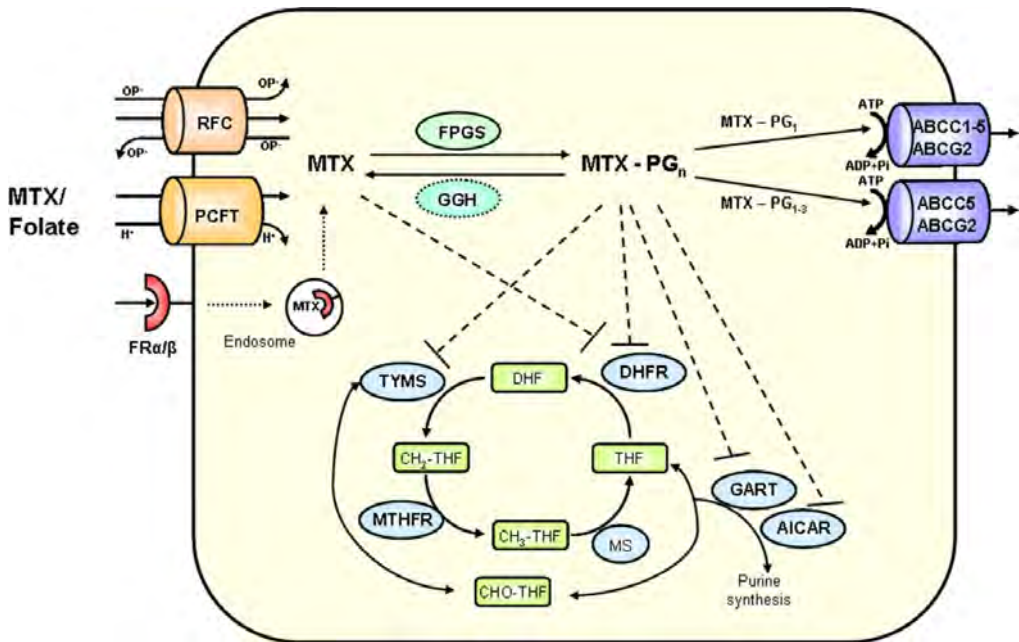 OP-
OP-
RFC
OP-
OP-
MTX/
Folate
PCFT
H+
H+
FRα/β
Endosome
MTX
MTX
FPGS
GGH
MTX - PGn
MTX – PG1
MTX – PG1-3
ATP
ADP+Pi
ABCC1-5
ABCG2
ATP
ADP+Pi
ABCC5
ABCG2
TYMS
DHF
DHFR
CH2-THF
THF
MTHFR
CH3-THF
MS
CHO-THF
GART
AICAR
Purine
synthesis